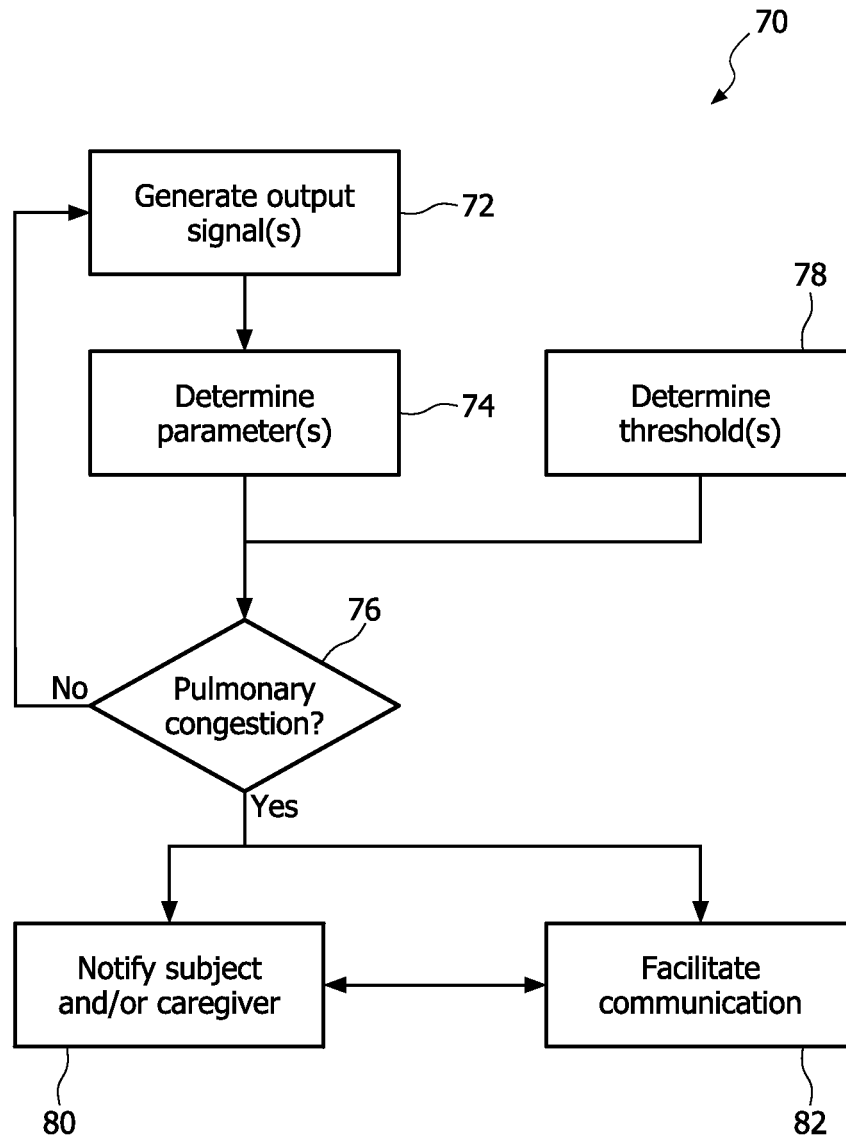 70
Generate output
signal(s)
72
78
Determine
parameter(s)
74
Determine
threshold(s)
76
No
Pulmonary
congestion?
Yes
Notify subject
and/or caregiver
Facilitate
communication
80
82